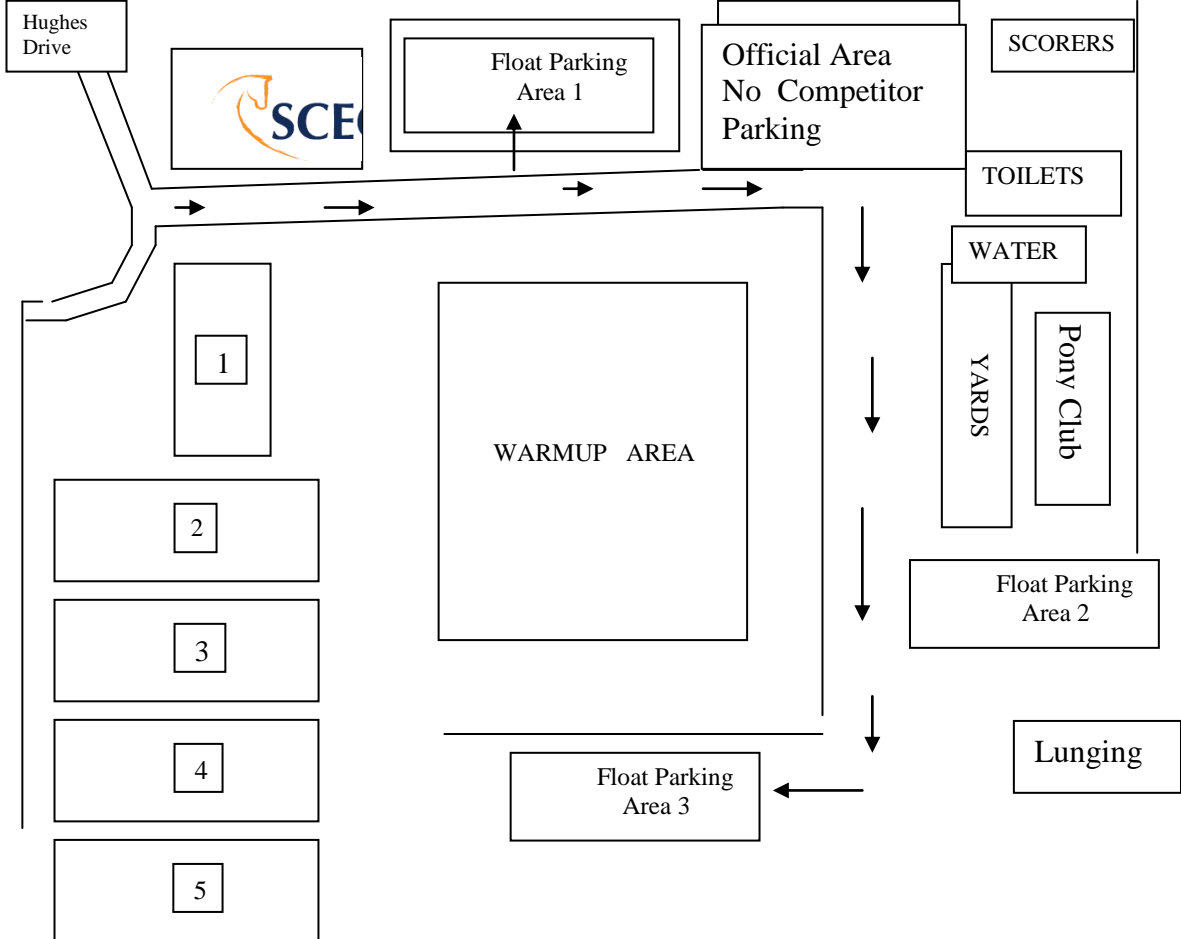 Hughes
Drive
SCE
Float Parking
Area 1
Official Area
No Competitor
Parking
SCORERS
TOILETS
WATER
YARDS
Pony Club
1
WARMUP AREA
2
3
4
5
Float Parking
Area 2
Lunging
Float Parking
Area 3